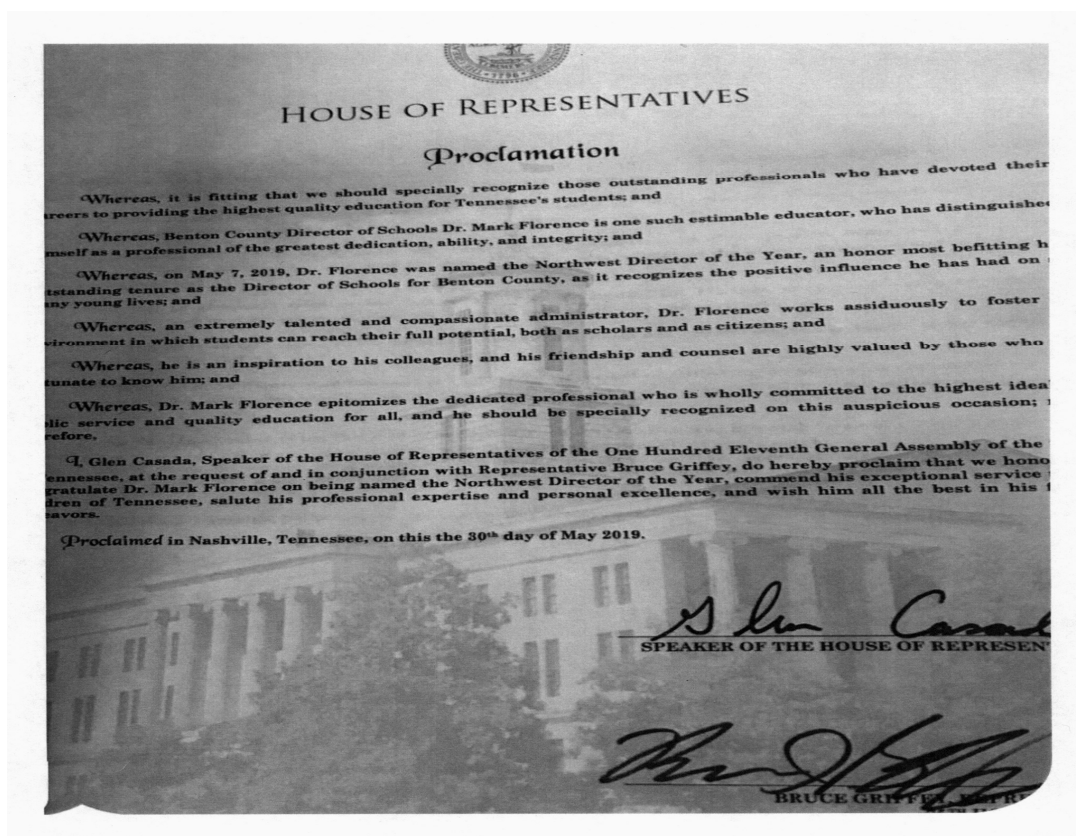 COMMERCE
1796
HOUSE OF REPRESENTATIVES
Proclamation
Whereas, it is fitting that we should specially recognize those outstanding professionals who have devoted their
reers to providing the highest quality education for Tennessee's students; and
Whereas, Benton County Director of Schools Dr. Mark Florence is one such estimable educator, who has distinguishe
mself as a professional of the greatest dedication, ability, and integrity; and
Whereas, on May 7, 2019, Dr. Florence was named the Northwest Director of the Year, an honor most befitting h
tstanding tenure as the Director of Schools for Benton County, as it recognizes the positive influence he has had on
any young lives; and
Whereas, an extremely talented and compassionate administrator, Dr. Florence works assiduously to foster
vironment in which students can reach their full potential, both as scholars and as citizens; and
Whereas, he is an inspiration to his colleagues, and his friendship and counsel are highly valued by those who
tunate to know him; and
Whereas, Dr. Mark Florence epitomizes the dedicated professional who is wholly committed to the highest idea
lic service and quality education for all, and he should be specially recognized on this auspicious occasion;
refore,
I, Glen Casada, Speaker of the House of Representatives of the One Hundred Eleventh General Assembly of the
ennessee, at the request of and in conjunction with Representative Bruce Griffey, do hereby proclaim that we hono
gratulate Dr. Mark Florence on being named the Northwest Director of the Year, commend his exceptional service
dren of Tennessee, salute his professional expertise and personal excellence, and wish him all the best in his f
eavors.
Proclaimed in Nashville, Tennessee, on this the 30th day of May 2019.
Glen Casad
SPEAKER OF THE HOUSE OF REPRESEN
BRUCE GRIFFEY, REPRE